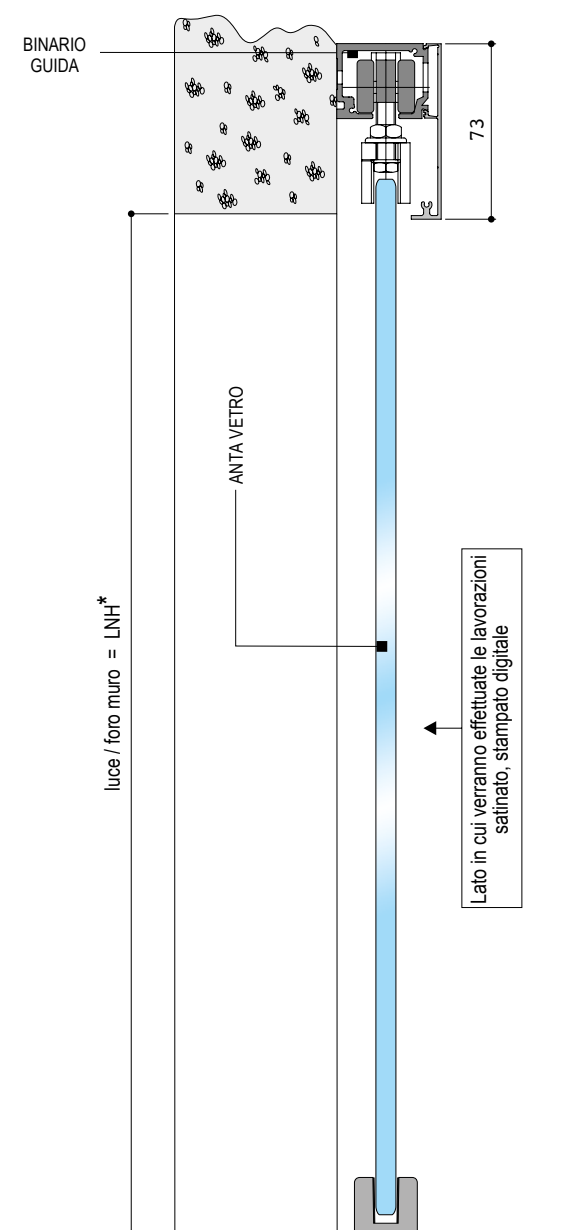 BINARIO
GUIDA
73
ANTA VETRO
luce / foro muro = LNH*
Lato in cui verranno effettuate le lavorazioni
satinato, stampato digitale